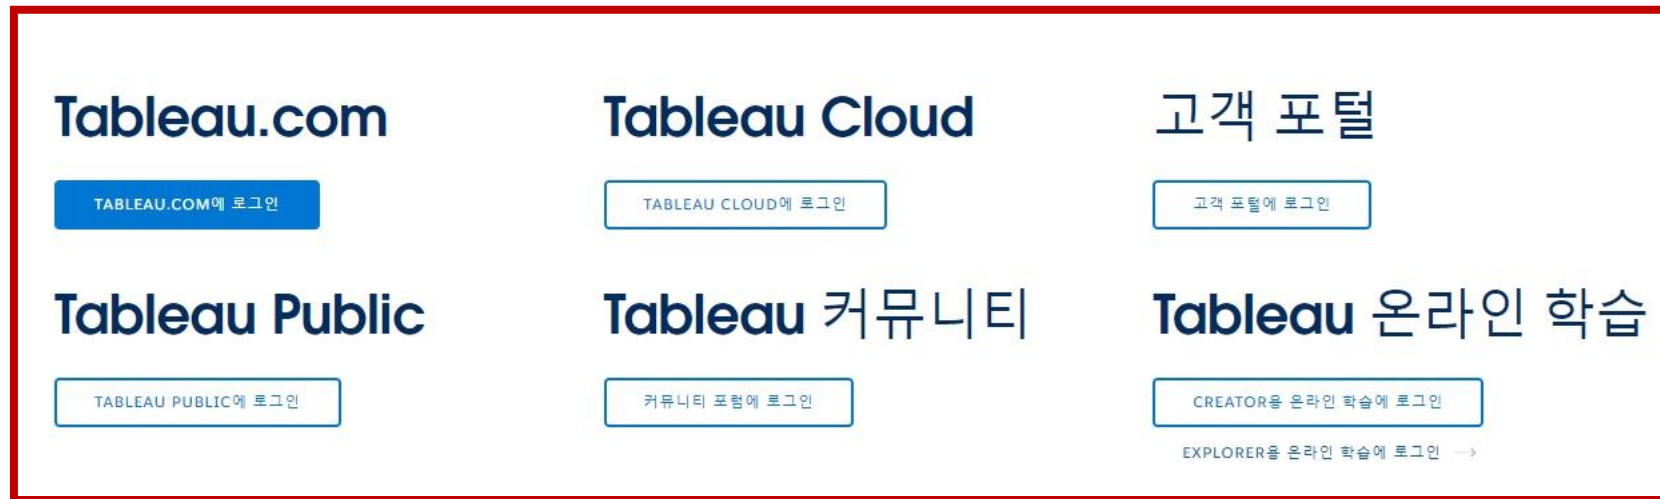 Tableau.com
TABLEAU.COM에 로그인
Tableau Cloud
TABLEAU CLOUD에 로그인
고객 포털
고객 포털에 로그인
Tableau Public
TABLEAU PUBLIC에 로그인
Tableau 커뮤니티
커뮤니티 포럼에 로그인
Tableau 온라인 학습
CREATOR용 온라인 학습에 로그인
EXPLORER용 온라인 학습에 로그인 →